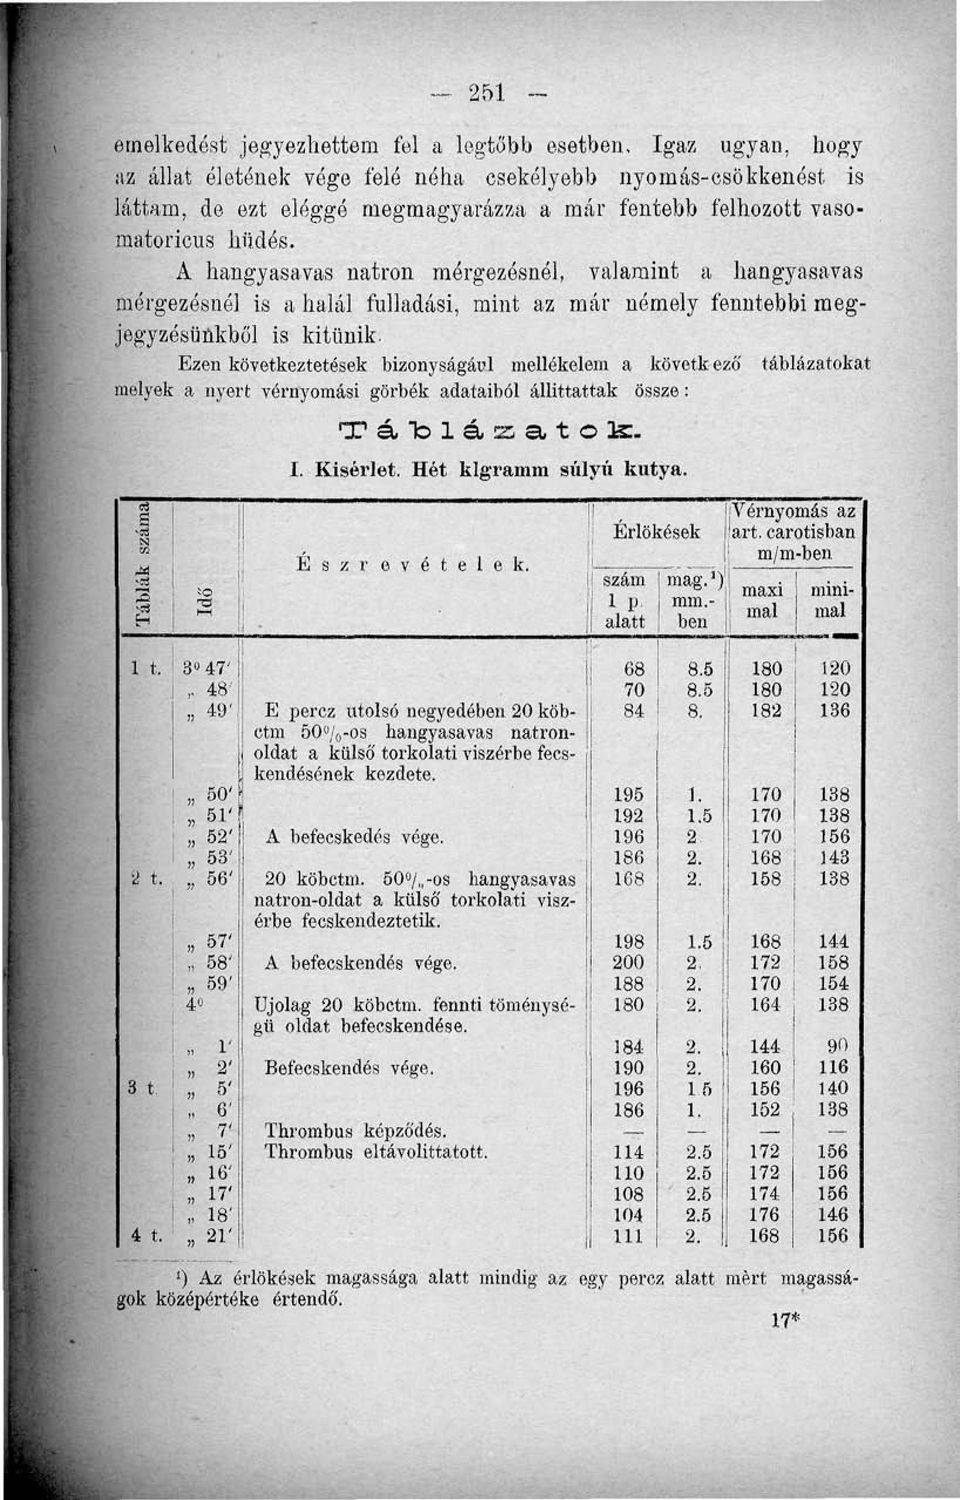 — 251 —
emelkedést jegyezhettem fel a legtöbb esetben. Igaz ugyan, hogy
az állat életének vége felé néha csekélyebb nyomás-csökkenést is
láttam, de ezt eléggé megmagyarázza a már fentebb felhozott vaso-
matoricus hüdés.
A hangyasavas natron mérgezésnél, valamint a hangyasavas
mérgezésnél is a halál fulladási, mint az már némely fenntebbi meg-
jegyzésünkből is kitünik.
Ezen következtetések bizonyságául mellékelem a következő táblázatokat
melyek a nyert vérnyomási görbék adataiból állittattak össze:
Táblázatok.
I. Kisérlet. Hét klgramm súlyú kutya.
Táblák száma | Idő | Észrevételek. | Érlökések szám 1 p. alatt | mag.¹) mm.-ben | Vérnyomás az art. carotisban m/m-ben maximal | minimal
1 t. 3⁰ 47' 68 8.5 180 120
„ 48' 70 8.5 180 120
„ 49' E percz utolsó negyedében 20 köb- 84 8. 182 136
ctm 50⁰/₀-os hangyasavas natron-
oldat a külső torkolati viszérbe fecs-
kendésének kezdete.
„ 50' 195 1. 170 138
„ 51' 192 1.5 170 138
„ 52' A befecskedés vége. 196 2 170 156
„ 53' 186 2. 168 143
2 t. „ 56' 20 köbctm. 50⁰/₀-os hangyasavas 168 2. 158 138
natron-oldat a külső torkolati visz-
érbe fecskendeztetik.
„ 57' 198 1.5 168 144
„ 58' A befecskendés vége. 200 2. 172 158
„ 59' 188 2. 170 154
4⁰ Ujolag 20 köbctm. fennti töménysé- 180 2. 164 138
gü oldat befecskendése.
„ 1' 184 2. 144 90
„ 2' Befecskendés vége. 190 2. 160 116
3 t. „ 5' 196 1.5 156 140
„ 6' 186 1. 152 138
„ 7' Thrombus képződés. — — — —
„ 15' Thrombus eltávolittatott. 114 2.5 172 156
„ 16' 110 2.5 172 156
„ 17' 108 2.5 174 156
„ 18' 104 2.5 176 146
4 t. „ 21' 111 2. 168 156
¹) Az érlökések magassága alatt mindig az egy percz alatt mèrt magassá-
gok középértéke értendő.
17*